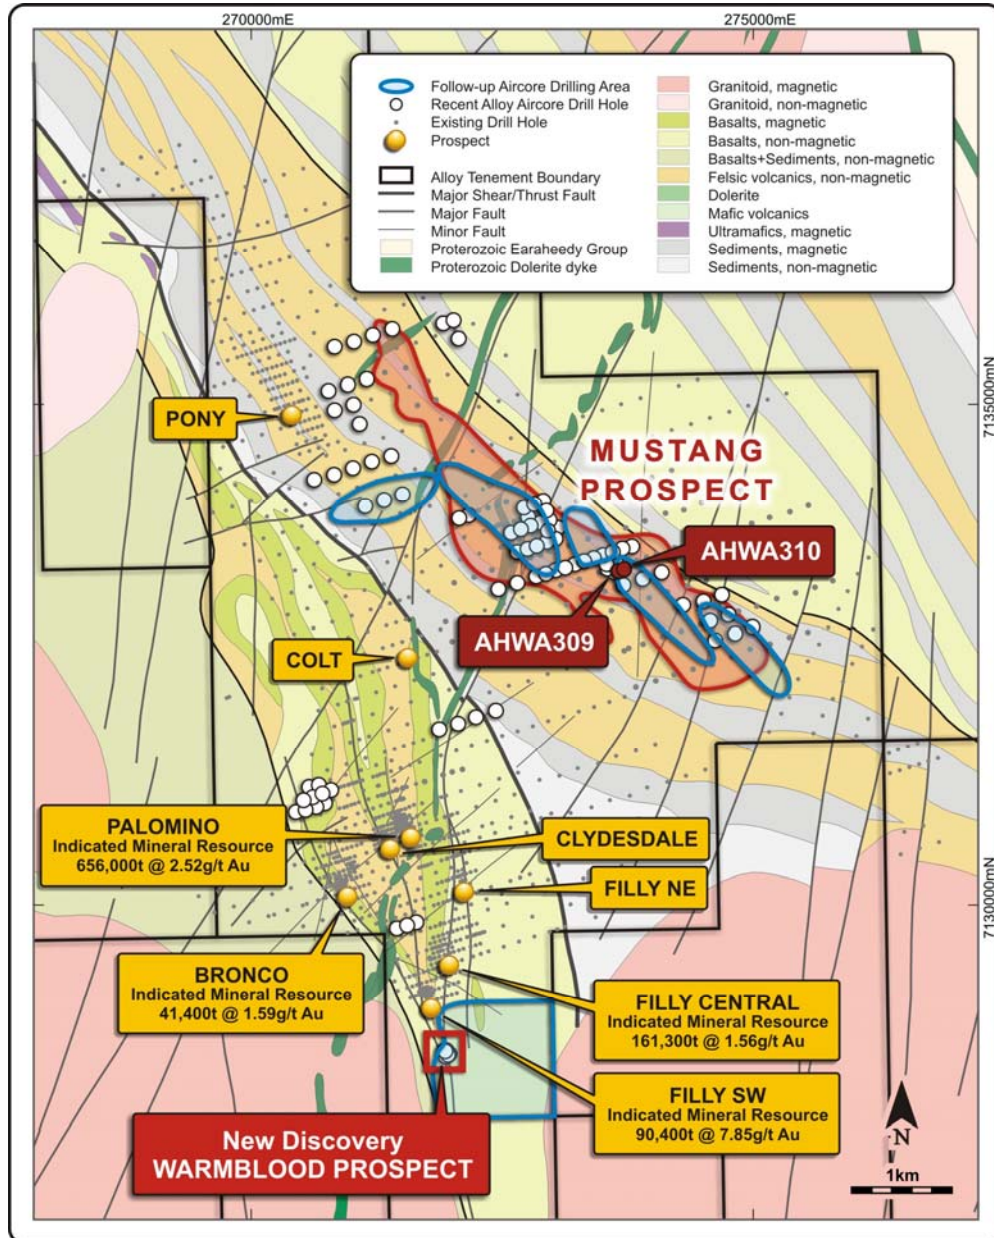 270000mE
275000mE
Follow-up Aircore Drilling Area
Recent Alloy Aircore Drill Hole
Existing Drill Hole
Prospect
Alloy Tenement Boundary
Major Shear/Thrust Fault
Major Fault
Minor Fault
Proterozoic Earaheedy Group
Proterozoic Dolerite dyke
Granitoid, magnetic
Granitoid, non-magnetic
Basalts, magnetic
Basalts, non-magnetic
Basalts+Sediments, non-magnetic
Felsic volcanics, non-magnetic
Dolerite
Mafic volcanics
Ultramafics, magnetic
Sediments, magnetic
Sediments, non-magnetic
7135000mN
PONY
MUSTANG
PROSPECT
AHWA310
AHWA309
COLT
PALOMINO
Indicated Mineral Resource
656,000t @ 2.52g/t Au
CLYDESDALE
FILLY NE
7130000mN
BRONCO
Indicated Mineral Resource
41,400t @ 1.59g/t Au
FILLY CENTRAL
Indicated Mineral Resource
161,300t @ 1.56g/t Au
FILLY SW
Indicated Mineral Resource
90,400t @ 7.85g/t Au
New Discovery
WARMBLOOD PROSPECT
N
1km